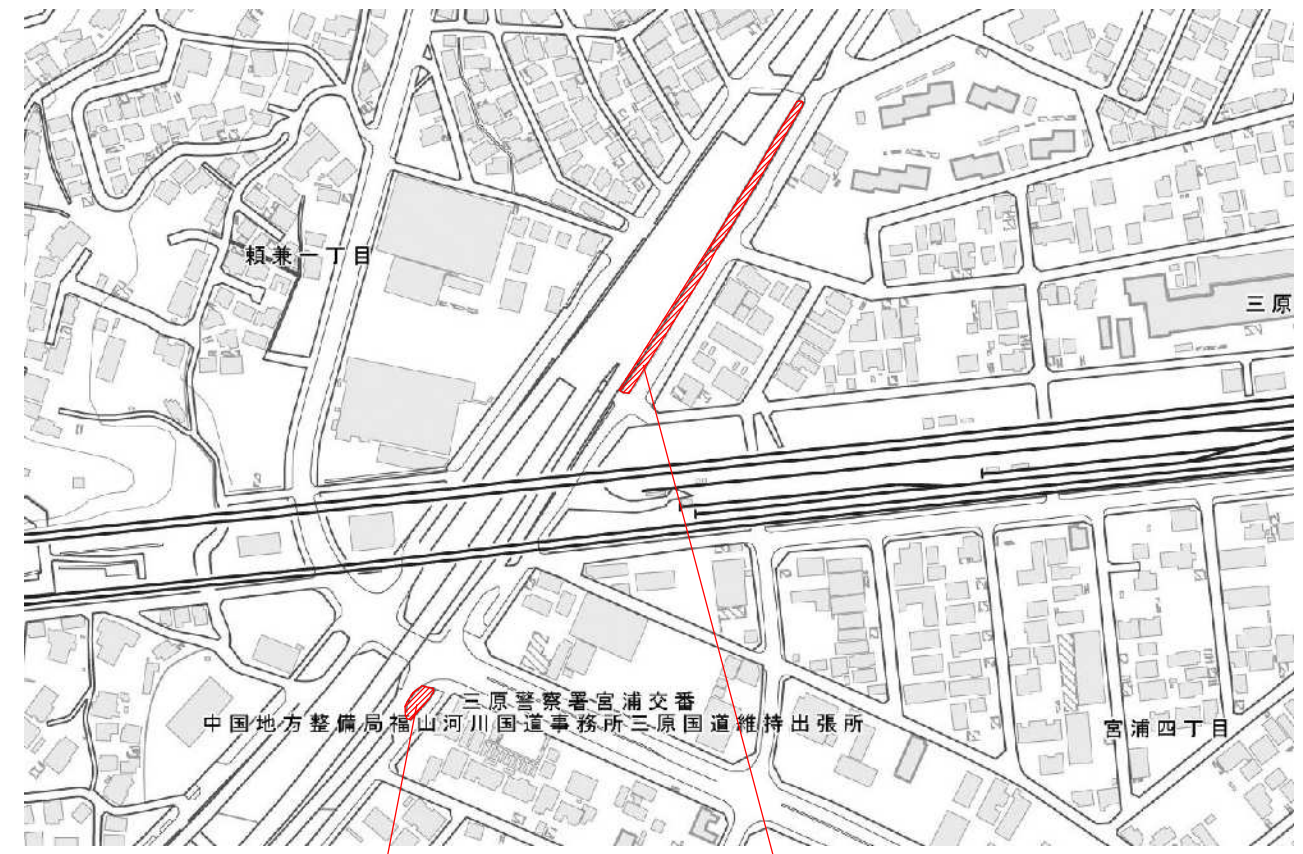 頼兼一丁目
三原
三原警察署宮浦交番
中国地方整備局福山河川国道事務所三原国道維持出張所
宮浦四丁目